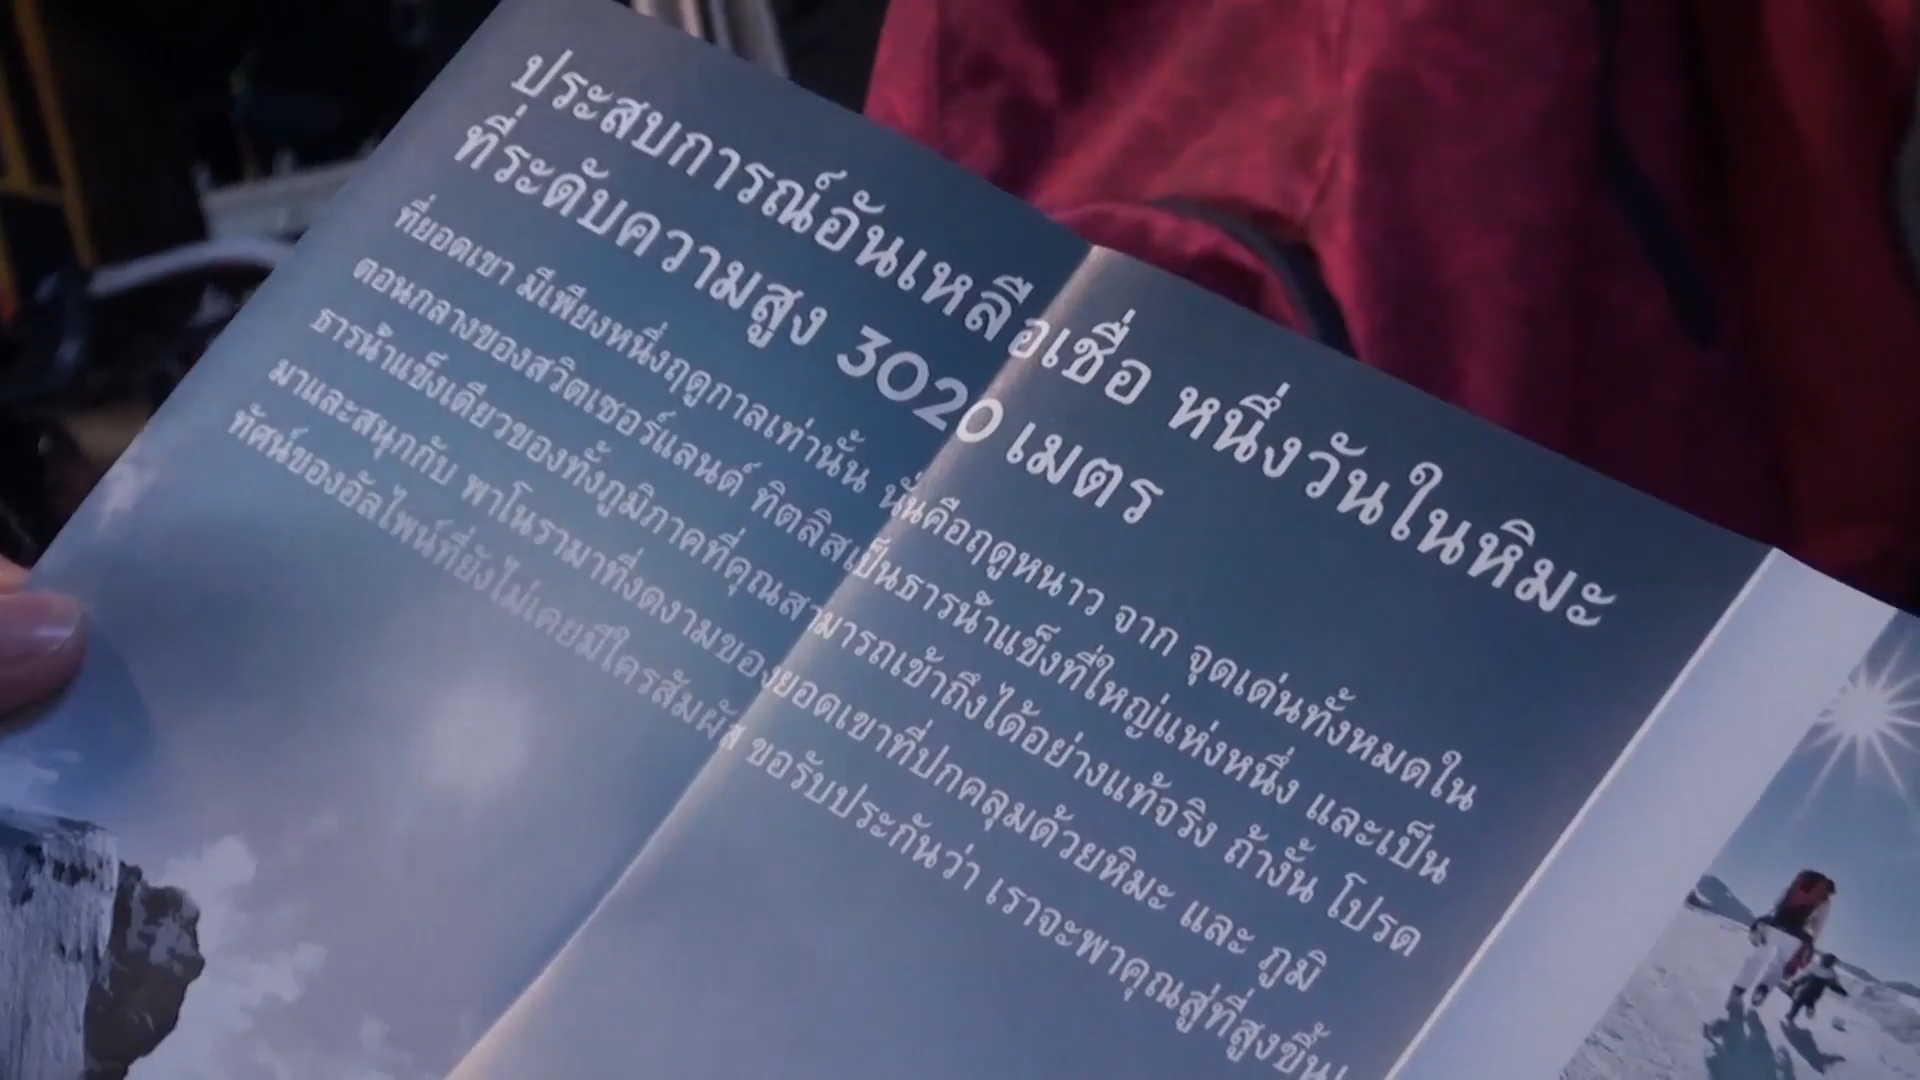 ประสบการณ์อันเหลือเชื่อ หนึ่งวันในหิมะ
ที่ระดับความสูง 3020 เมตร
ที่ยอดเขา มีเพียงหนึ่งฤดูกาลเท่านั้น นั่นคือฤดูหนาว จาก จุดเด่นทั้งหมดใน
ตอนกลางของสวิตเซอร์แลนด์ ทิตลิสเป็นธารน้ำแข็งที่ใหญ่แห่งหนึ่ง และเป็น
ธารน้ำแข็งเดียวของทั้งภูมิภาคที่คุณสามารถเข้าถึงได้อย่างแท้จริง ถ้างั้น โปรด
มาและสนุกกับ พาโนรามาที่งดงามของยอดเขาที่ปกคลุมด้วยหิมะ และ ภูมิ
ทัศน์ของอัลไพน์ที่ยังไม่เคยมีใครสัมผัส ขอรับประกันว่า เราจะพาคุณสู่ที่สูงขึ้น!